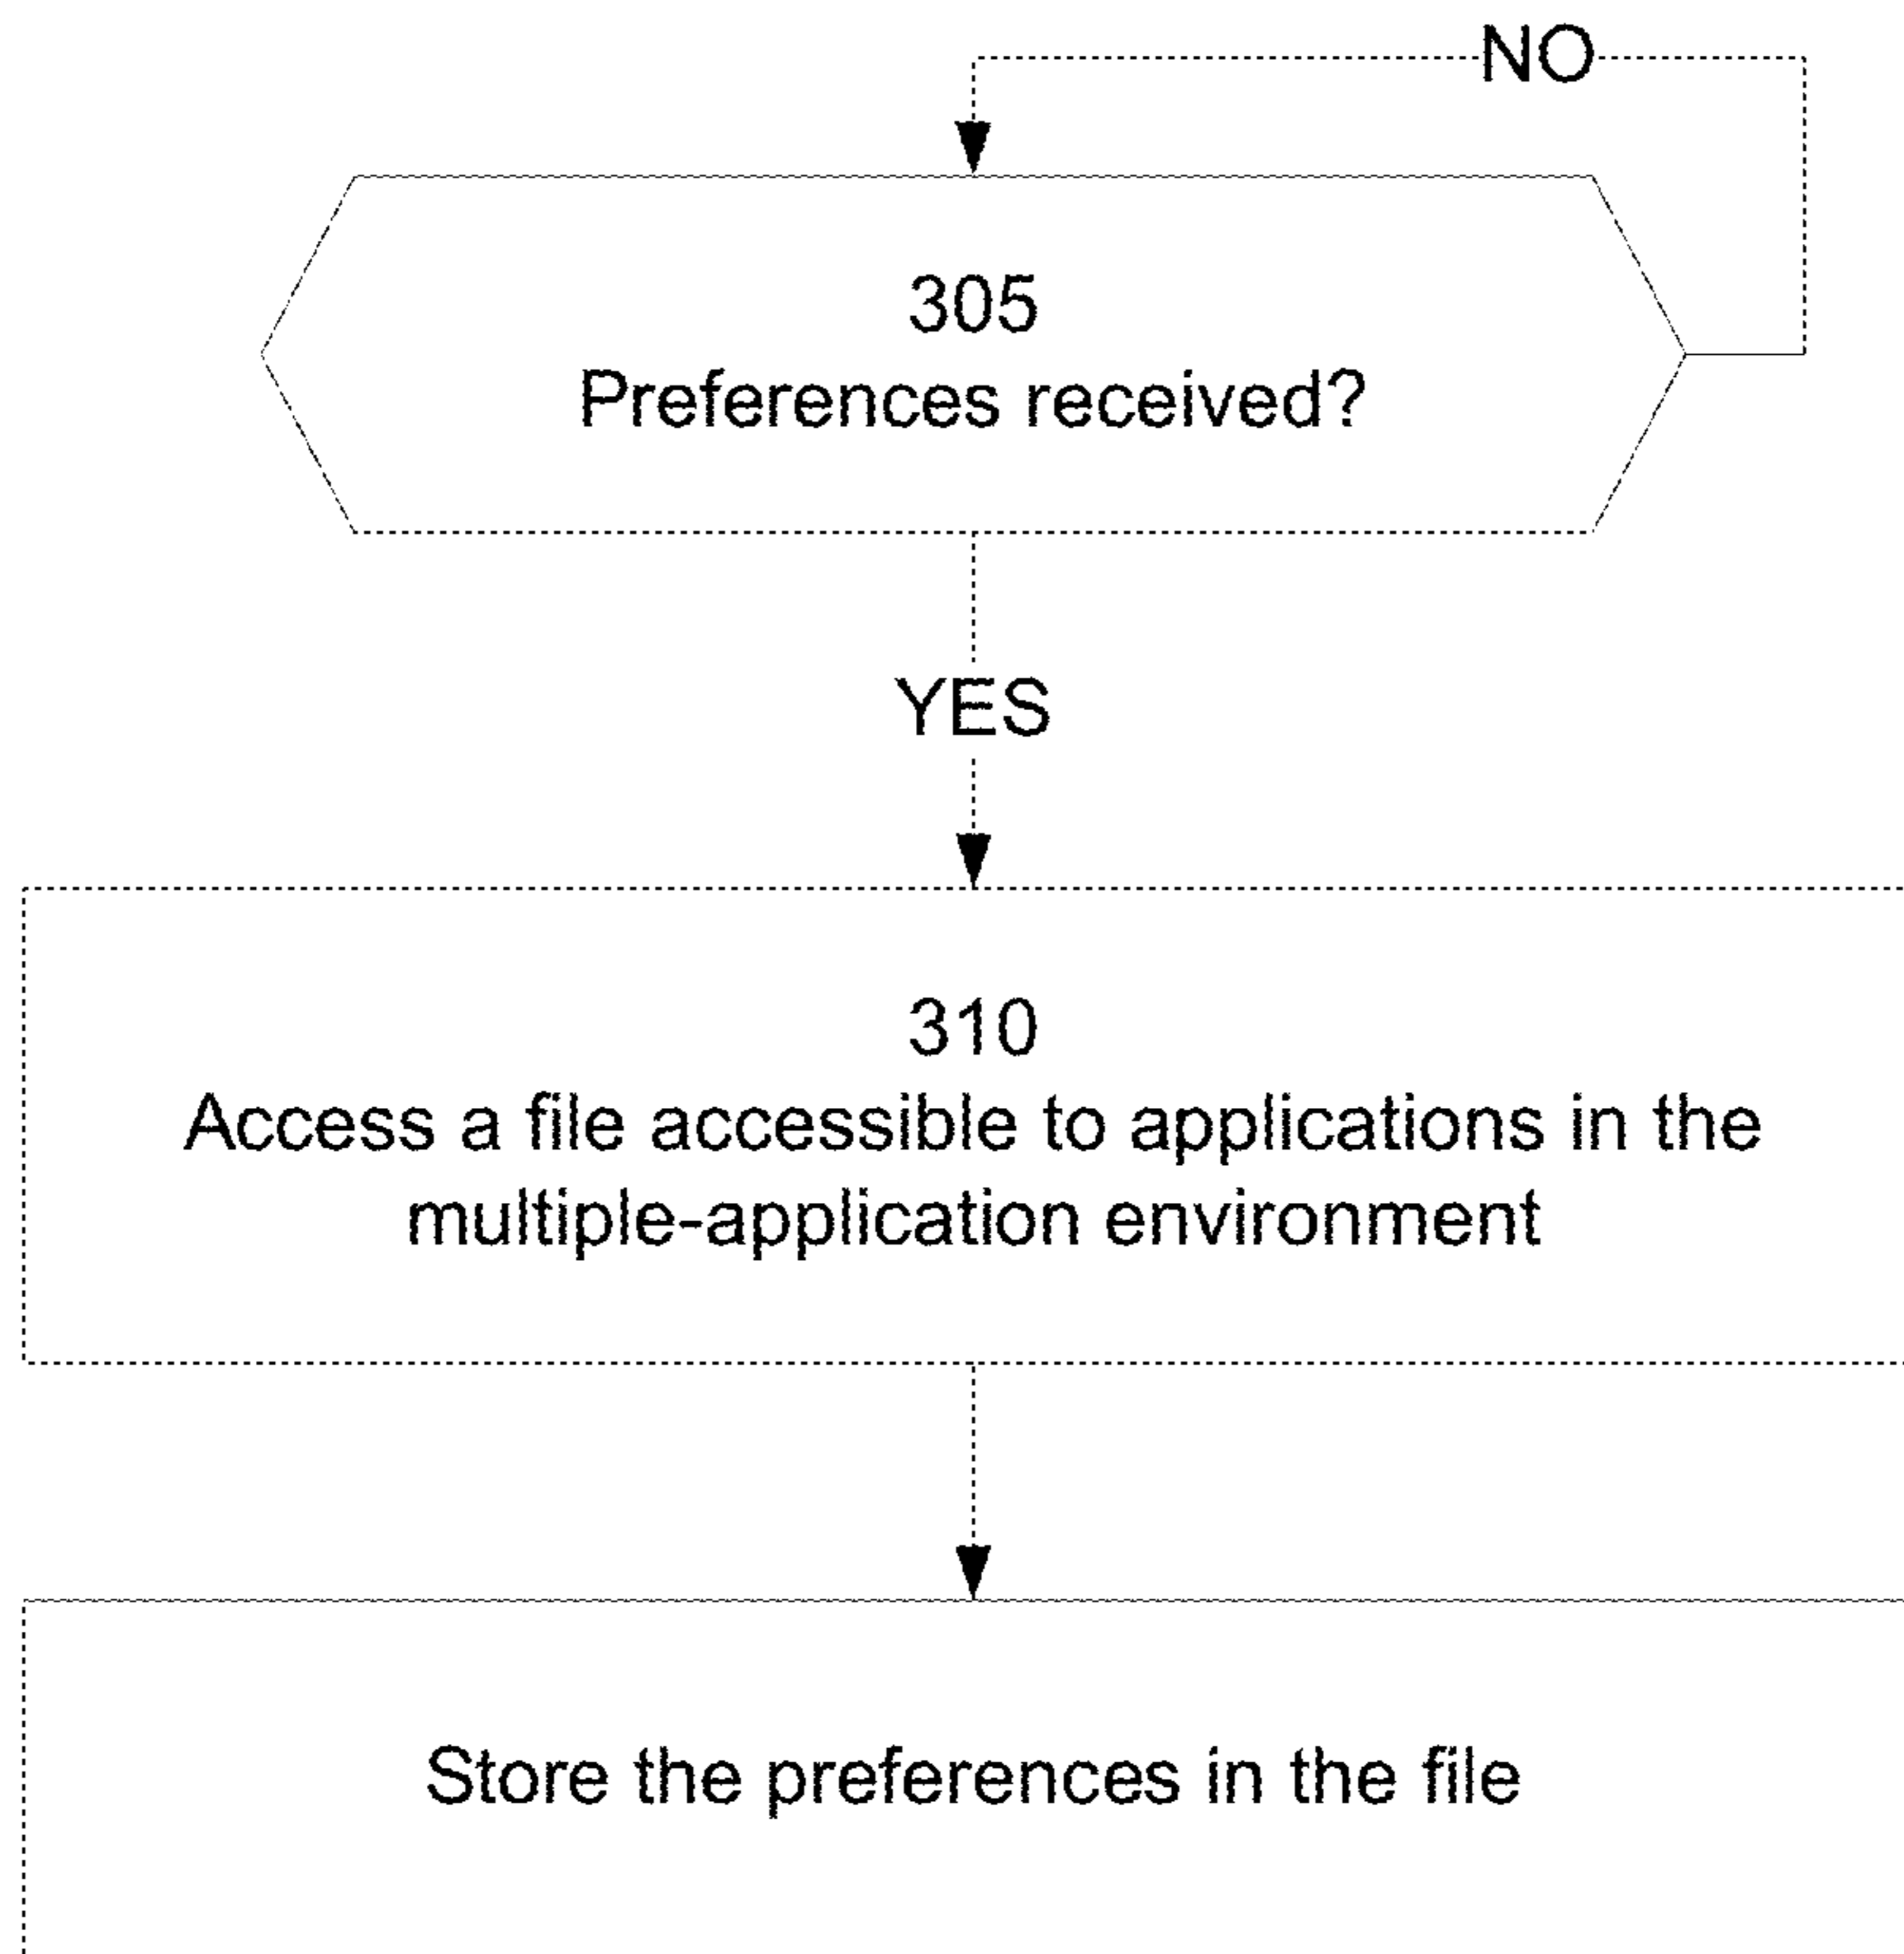 NO
305
Preferences received?
YES
310
Access a file accessible to applications in the
multiple-application environment
Store the preferences in the file